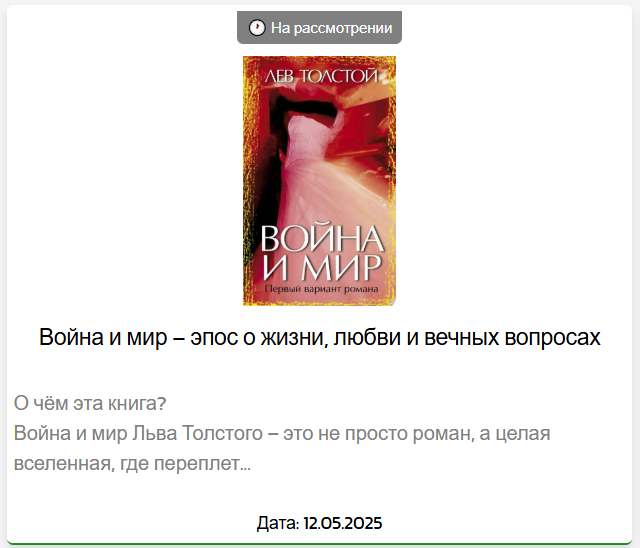 На рассмотрении
ЛЕВ ТОЛСТОЙ
ВОЙНА
И МИР
Первый вариант романа
Война и мир – эпос о жизни, любви и вечных вопросах
О чём эта книга?
Война и мир Льва Толстого – это не просто роман, а целая
вселенная, где переплет...
Дата: 12.05.2025